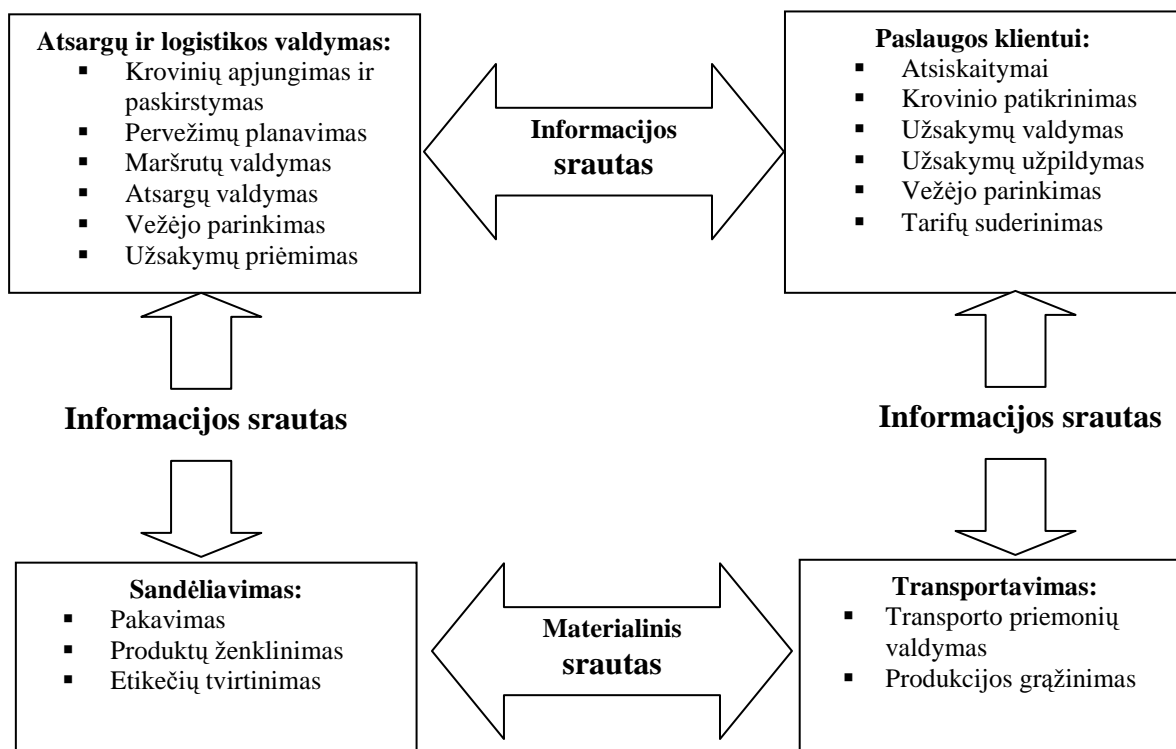 Atsargų ir logistikos valdymas:
▪ Krovinių apjungimas ir
paskirstymas
▪ Pervežimų planavimas
▪ Maršrutų valdymas
▪ Atsargų valdymas
▪ Vežėjo parinkimas
▪ Užsakymų priėmimas
Informacijos
srautas
Paslaugos klientui:
▪ Atsiskaitymai
▪ Krovinio patikrinimas
▪ Užsakymų valdymas
▪ Užsakymų užpildymas
▪ Vežėjo parinkimas
▪ Tarifų suderinimas
Informacijos srautas
Informacijos srautas
Sandėliavimas:
▪ Pakavimas
▪ Produktų ženklinimas
▪ Etikečių tvirtinimas
Materialinis
srautas
Transportavimas:
▪ Transporto priemonių
valdymas
▪ Produkcijos grąžinimas